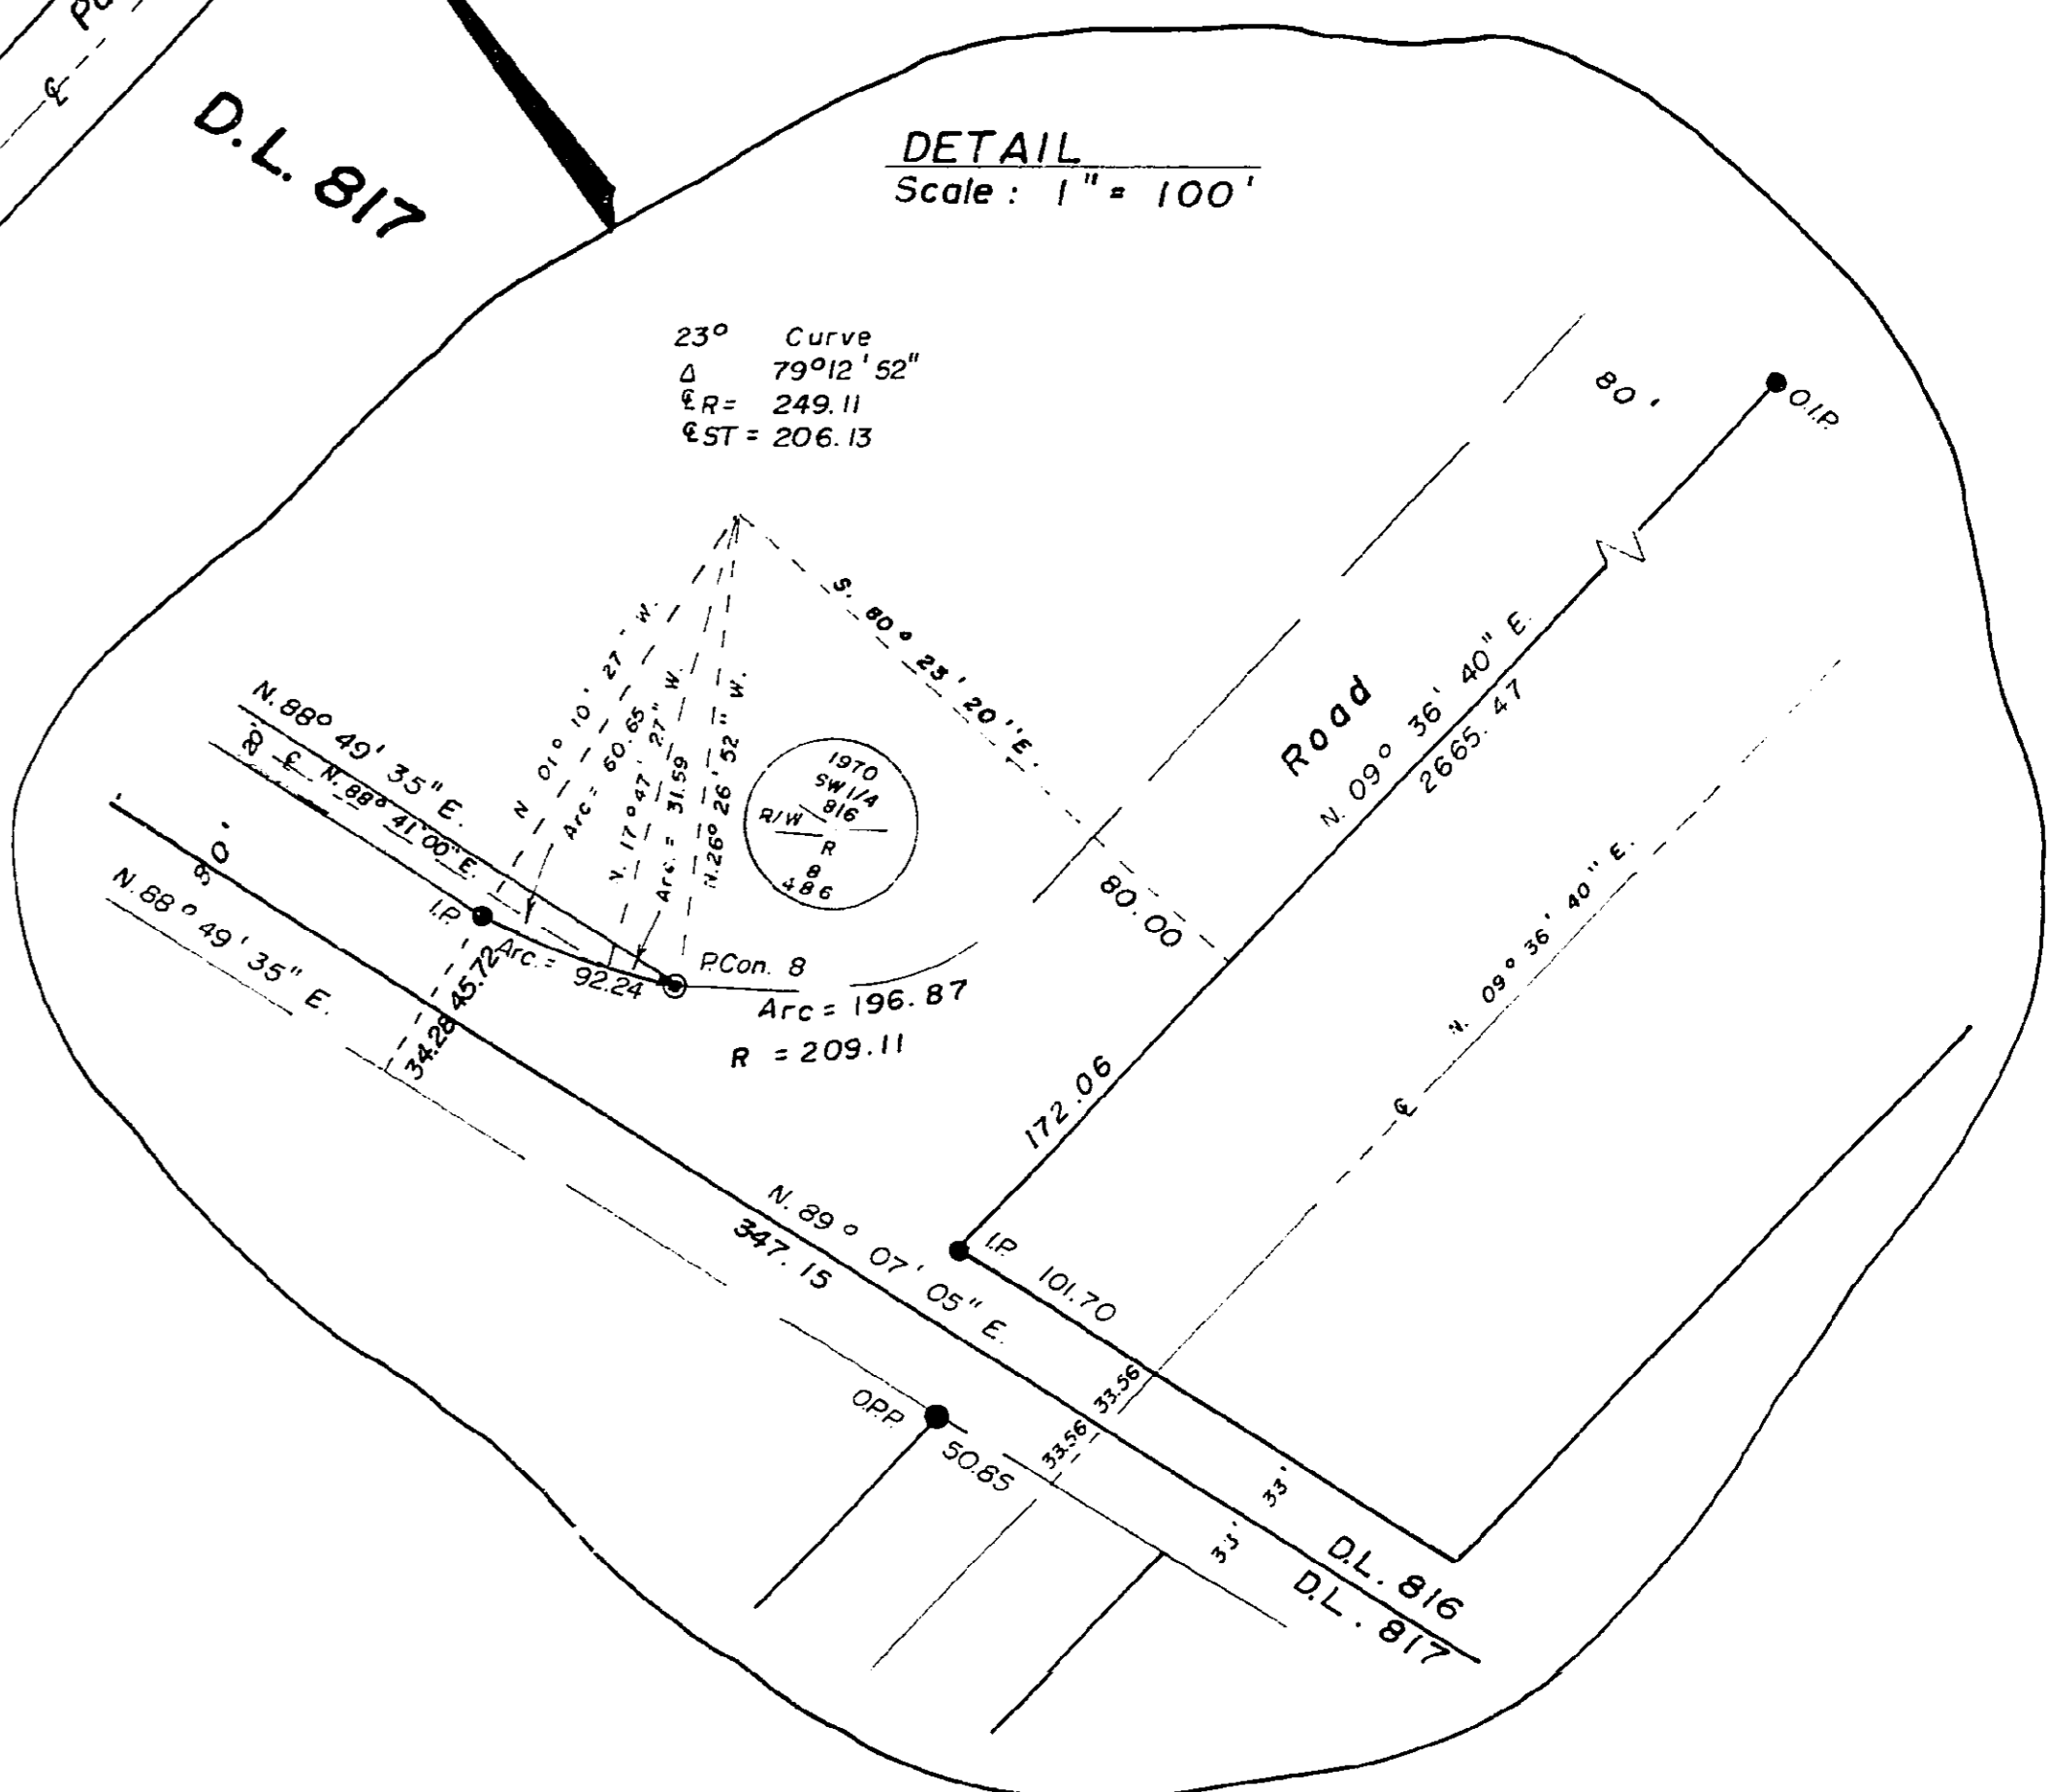 ℄
D.L. 817
DETAIL
Scale: 1" = 100'
23° Curve
Δ 79°12'52"
℄ R= 249.11
℄ ST = 206.13
80'
O.I.P.
S. 80° 23' 20" E.
N. 01° 10' 27" W.
Arc = 60.65
N. 17° 47' 27" W.
Arc = 31.59
N. 26° 26' 52" W.
1970
SW 1/4
816
R/W
R
8
486
Road
N. 09° 36' 40" E.
2665.47
N. 88° 49' 35" E.
20'
℄ N. 88° 41' 00" E.
N. 88° 49' 35" E.
I.P.
Arc. = 92.24
P.Con. 8
Arc = 196.87
R = 209.11
80.00
45.72
34.28
N. 09° 36' 40" E.
℄
172.06
N. 89° 07' 05" E.
347.15
I.P.
101.70
33.56
33.56
O.P.P.
50.85
33'
33'
D.L. 816
D.L. 817